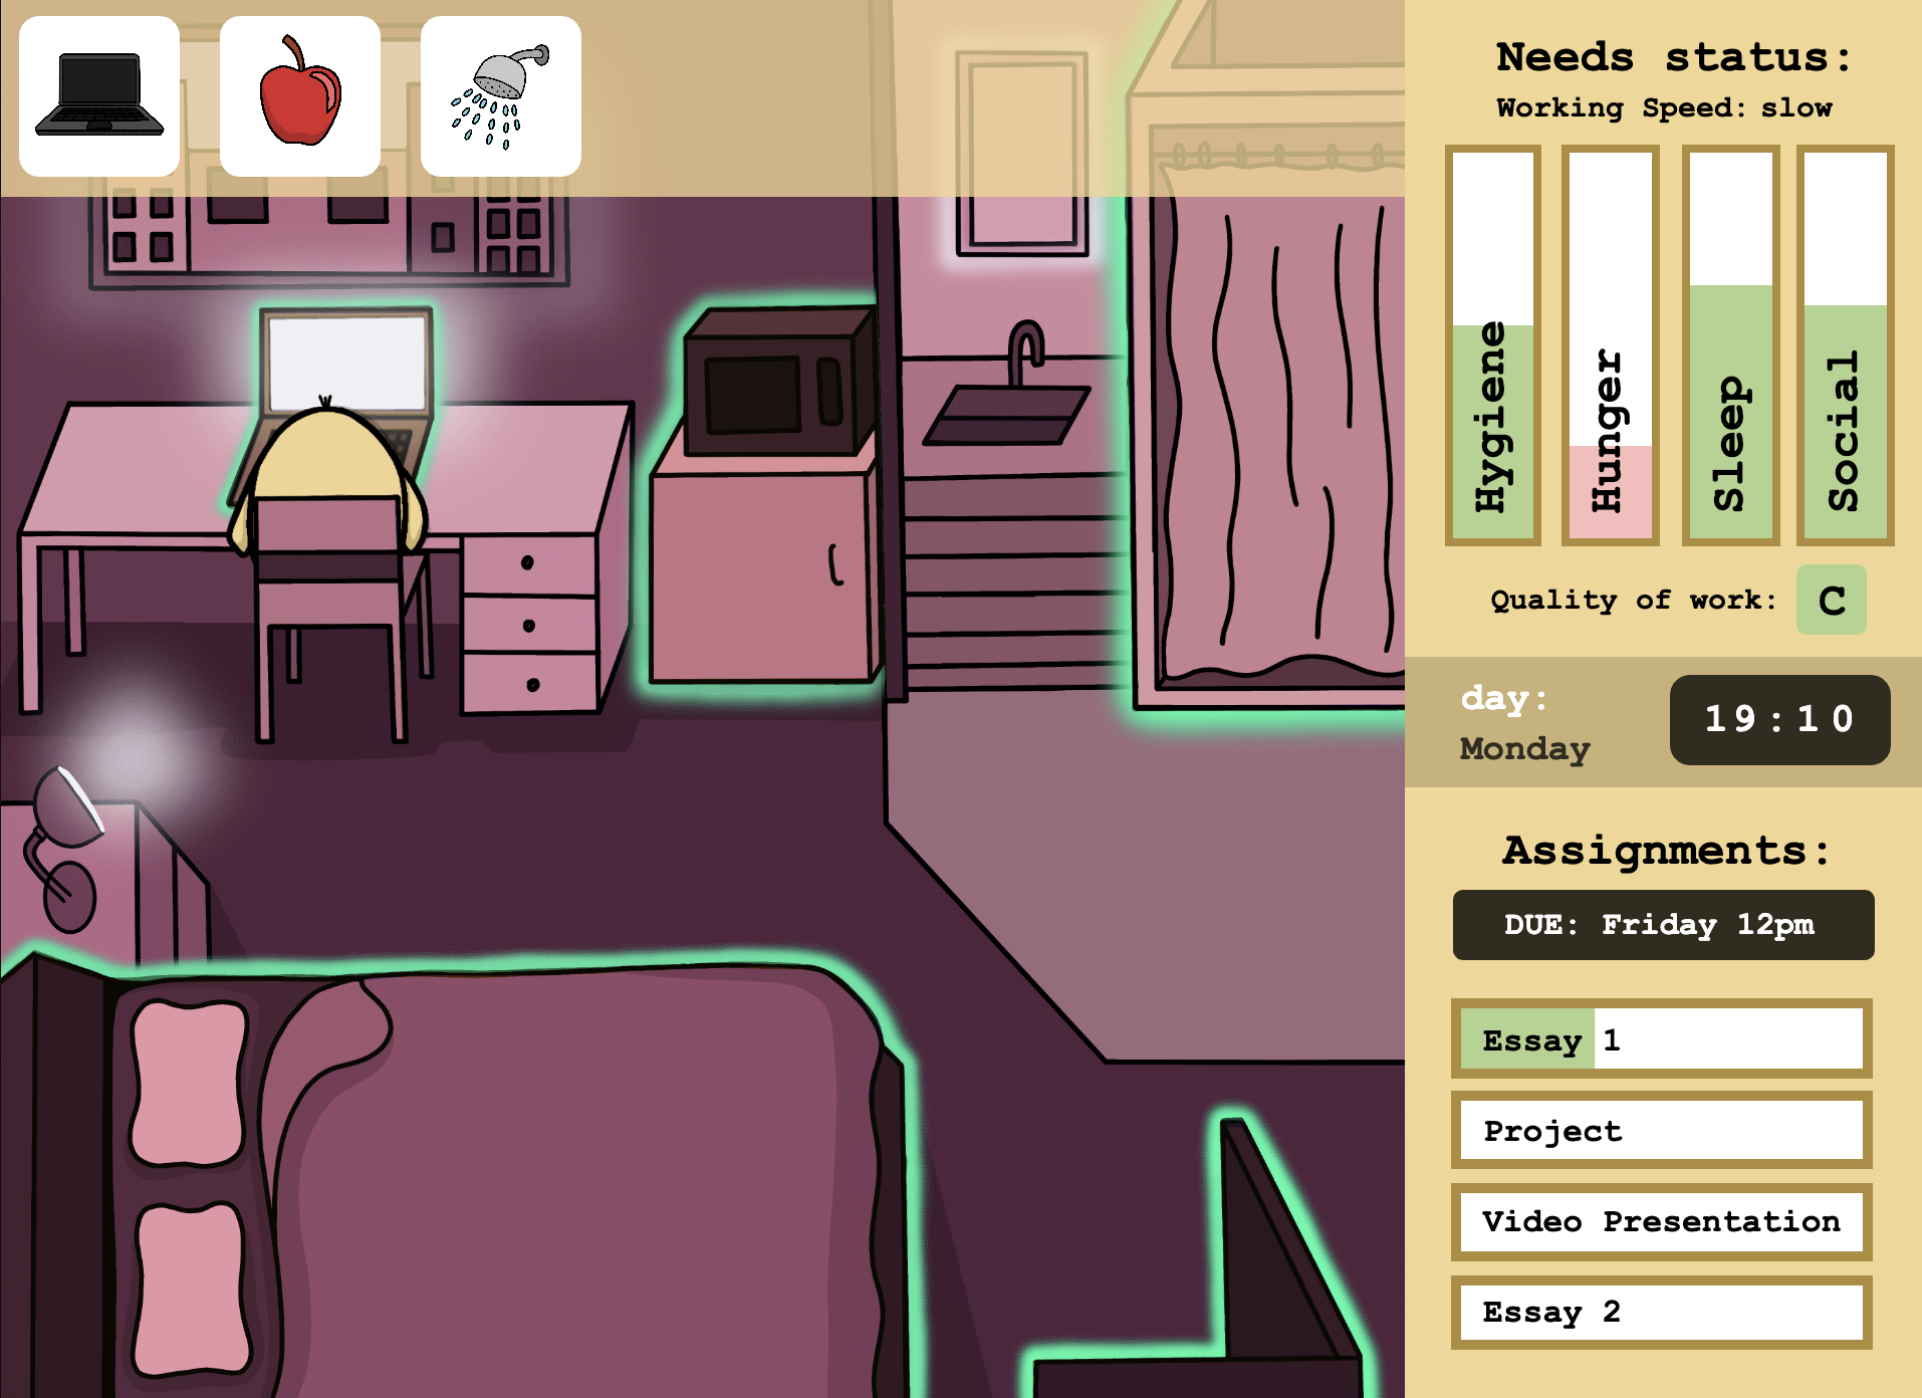 Needs status:
Working Speed: slow
Hygiene
Hunger
Sleep
Social
Quality of work: C
day:
Monday
19:10
Assignments:
DUE: Friday 12pm
Essay 1
Project
Video Presentation
Essay 2